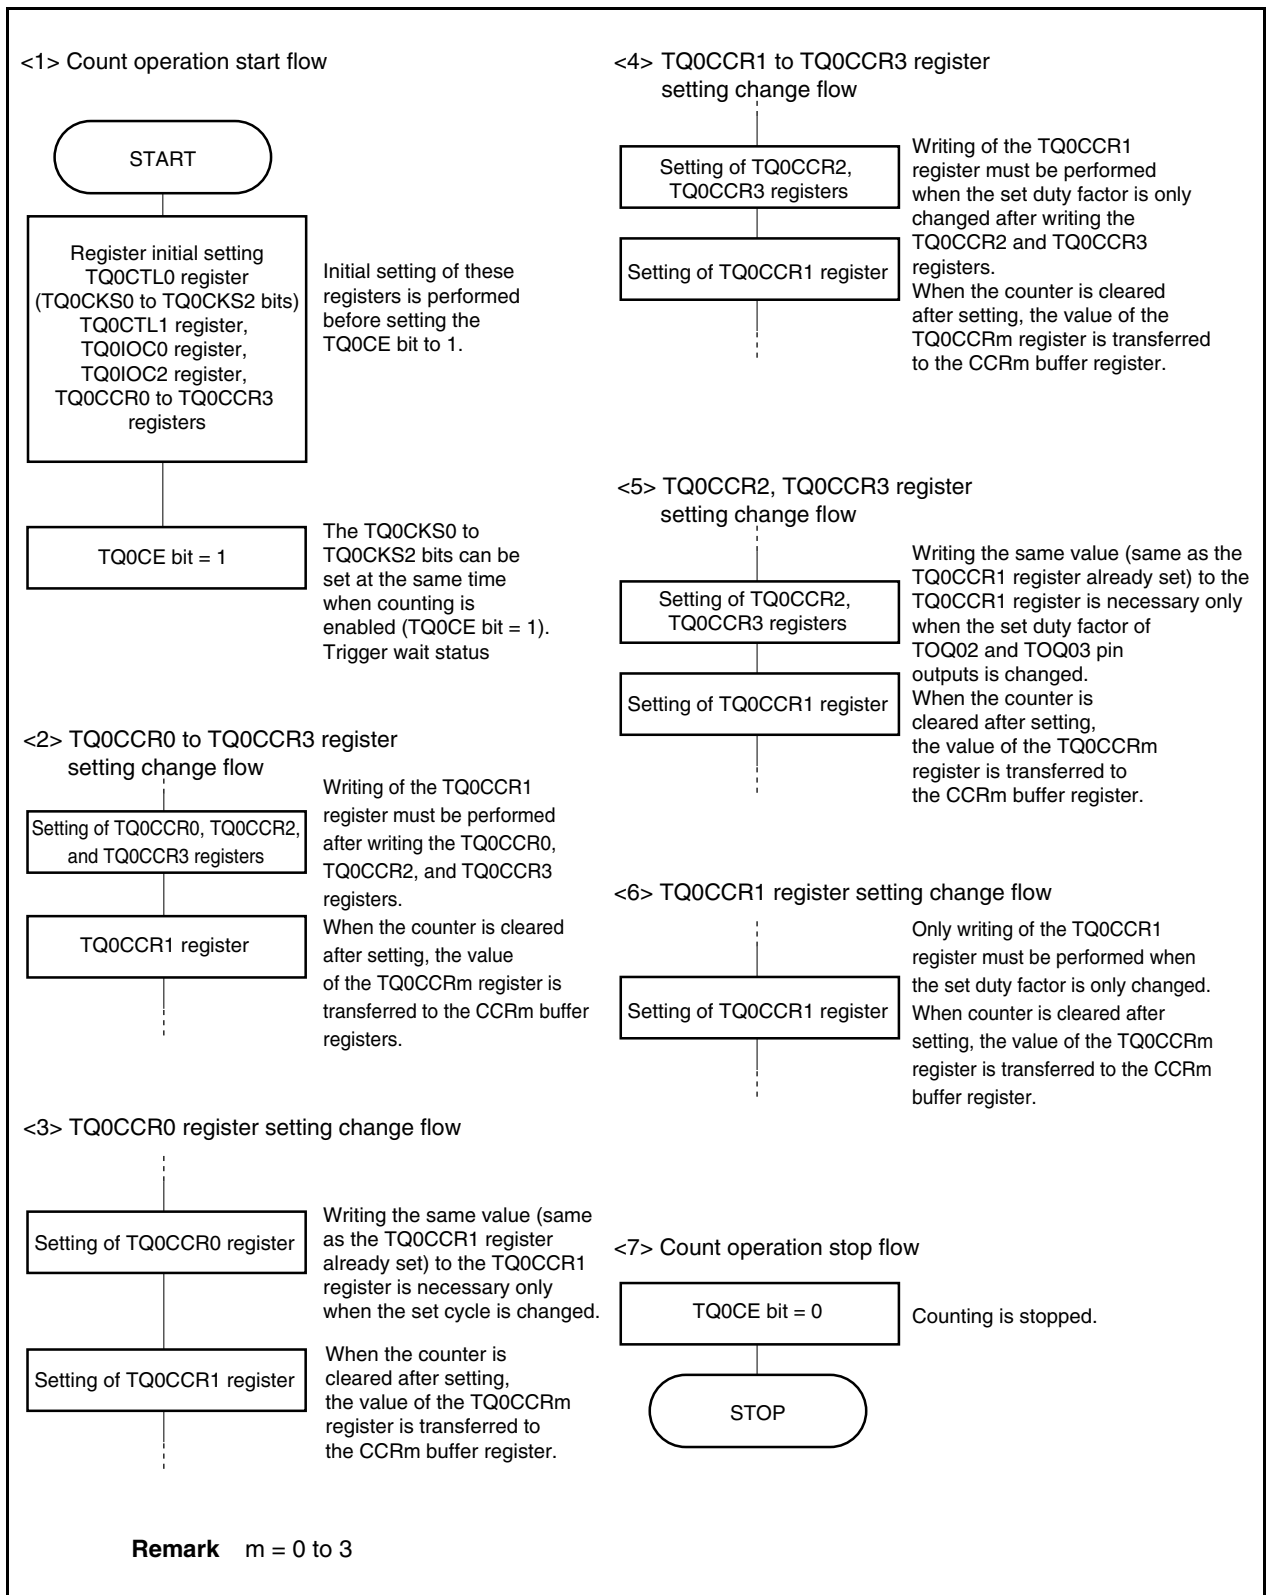 <1> Count operation start flow
START
Register initial setting
TQ0CTL0 register
(TQ0CKS0 to TQ0CKS2 bits)
TQ0CTL1 register,
TQ0IOC0 register,
TQ0IOC2 register,
TQ0CCR0 to TQ0CCR3
registers
Initial setting of these
registers is performed
before setting the
TQ0CE bit to 1.
TQ0CE bit = 1
The TQ0CKS0 to
TQ0CKS2 bits can be
set at the same time
when counting is
enabled (TQ0CE bit = 1).
Trigger wait status
<2> TQ0CCR0 to TQ0CCR3 register
setting change flow
Setting of TQ0CCR0, TQ0CCR2,
and TQ0CCR3 registers
TQ0CCR1 register
Writing of the TQ0CCR1
register must be performed
after writing the TQ0CCR0,
TQ0CCR2, and TQ0CCR3
registers.
When the counter is cleared
after setting, the value
of the TQ0CCRm register is
transferred to the CCRm buffer
registers.
<3> TQ0CCR0 register setting change flow
Setting of TQ0CCR0 register
Writing the same value (same
as the TQ0CCR1 register
already set) to the TQ0CCR1
register is necessary only
when the set cycle is changed.
Setting of TQ0CCR1 register
When the counter is
cleared after setting,
the value of the TQ0CCRm
register is transferred to
the CCRm buffer register.
<4> TQ0CCR1 to TQ0CCR3 register
setting change flow
Setting of TQ0CCR2,
TQ0CCR3 registers
Setting of TQ0CCR1 register
Writing of the TQ0CCR1
register must be performed
when the set duty factor is only
changed after writing the
TQ0CCR2 and TQ0CCR3
registers.
When the counter is cleared
after setting, the value of the
TQ0CCRm register is transferred
to the CCRm buffer register.
<5> TQ0CCR2, TQ0CCR3 register
setting change flow
Setting of TQ0CCR2,
TQ0CCR3 registers
Setting of TQ0CCR1 register
Writing the same value (same as the
TQ0CCR1 register already set) to the
TQ0CCR1 register is necessary only
when the set duty factor of
TOQ02 and TOQ03 pin
outputs is changed.
When the counter is
cleared after setting,
the value of the TQ0CCRm
register is transferred to
the CCRm buffer register.
<6> TQ0CCR1 register setting change flow
Setting of TQ0CCR1 register
Only writing of the TQ0CCR1
register must be performed when
the set duty factor is only changed.
When counter is cleared after
setting, the value of the TQ0CCRm
register is transferred to the CCRm
buffer register.
<7> Count operation stop flow
TQ0CE bit = 0
Counting is stopped.
STOP
Remark m = 0 to 3